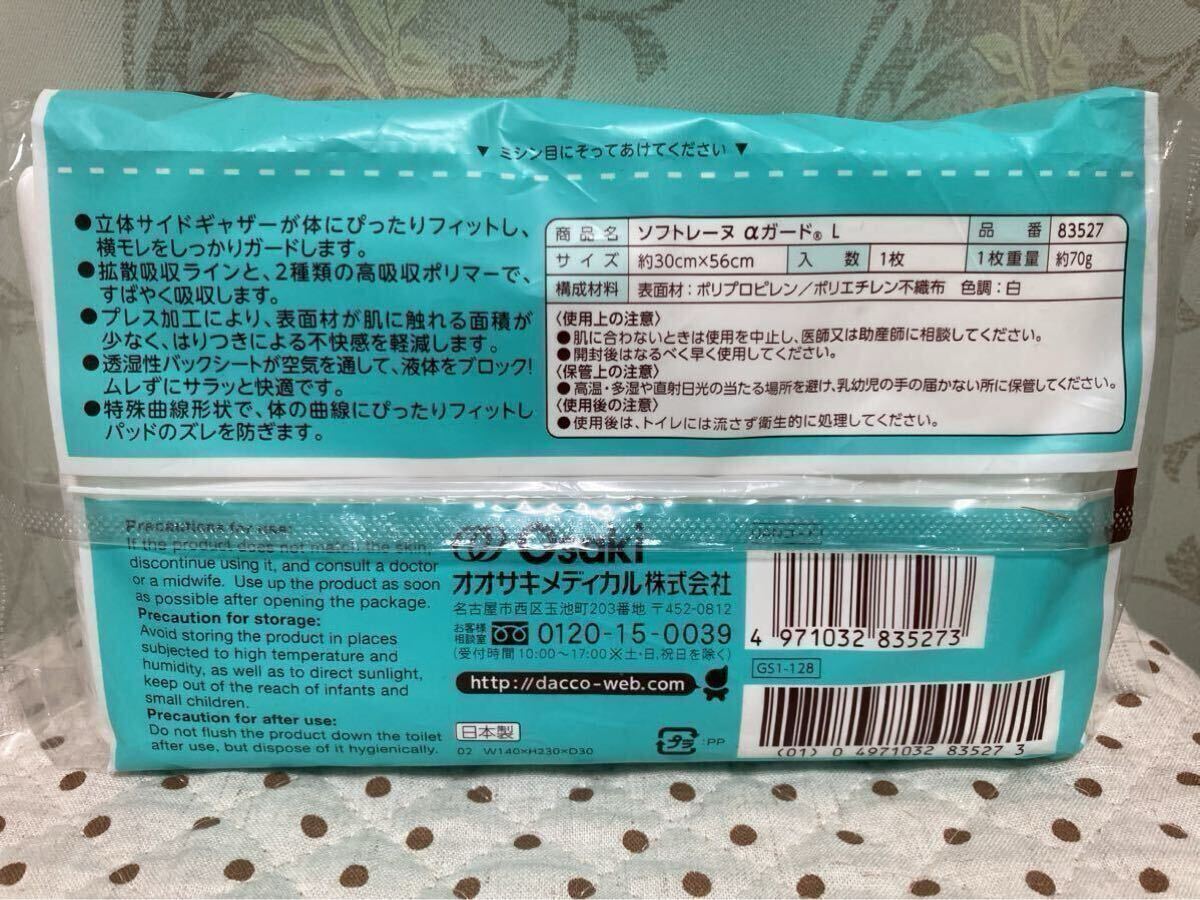 ▼ ミシン目にそってあけてください ▼
●立体サイドギャザーが体にぴったりフィットし、
横モレをしっかりガードします。
●拡散吸収ラインと、2種類の高吸収ポリマーで、
すばやく吸収します。
●プレス加工により、表面材が肌に触れる面積が
少なく、はりつきによる不快感を軽減します。
●透湿性バックシートが空気を通して、液体をブロック!
ムレずにサラッと快適です。
●特殊曲線形状で、体の曲線にぴったりフィットし
パッドのズレを防ぎます。
商品名 ソフトレーヌ αガード® L 品番 83527
サイズ 約30cm×56cm 入数 1枚 1枚重量 約70g
構成材料 表面材:ポリプロピレン/ポリエチレン不織布 色調:白
〈使用上の注意〉
●肌に合わないときは使用を中止し、医師又は助産師に相談してください。
●開封後はなるべく早く使用してください。
〈保管上の注意〉
●高温・多湿や直射日光の当たる場所を避け、乳幼児の手の届かない所に保管してください。
〈使用後の注意〉
●使用後は、トイレには流さず衛生的に処理してください。
Precautions for use:
If the product does not match the skin,
discontinue using it, and consult a doctor
or a midwife. Use up the product as soon
as possible after opening the package.
Precaution for storage:
Avoid storing the product in places
subjected to high temperature and
humidity, as well as to direct sunlight,
keep out of the reach of infants and
small children.
Precaution for after use:
Do not flush the product down the toilet
after use, but dispose of it hygienically.
Osaki®
オオサキメディカル株式会社
名古屋市西区玉池町203番地 〒452-0812
お客様
相談室 0120-15-0039
(受付時間10:00〜17:00※土・日、祝日を除く)
http://dacco-web.com
日本製
02 W140×H230×D30
プラ :PP
JANコード
4 971032 835273
GS1-128
(01) 0 4971032 83527 3